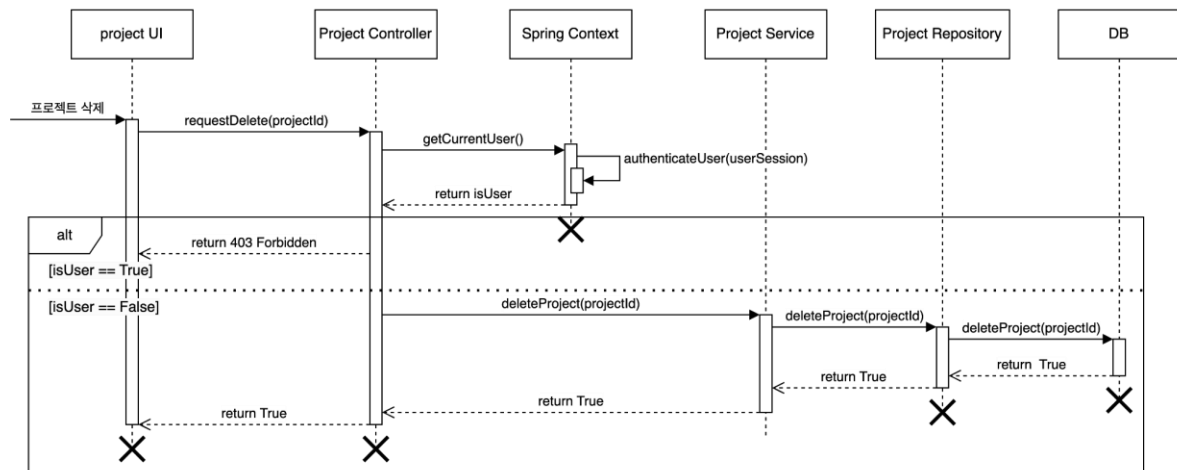 project UI
Project Controller
Spring Context
Project Service
Project Repository
DB
프로젝트 삭제
requestDelete(projectId)
getCurrentUser()
authenticateUser(userSession)
return isUser
alt
return 403 Forbidden
[isUser == True]
[isUser == False]
deleteProject(projectId)
deleteProject(projectId)
deleteProject(projectId)
return True
return True
return True
return True